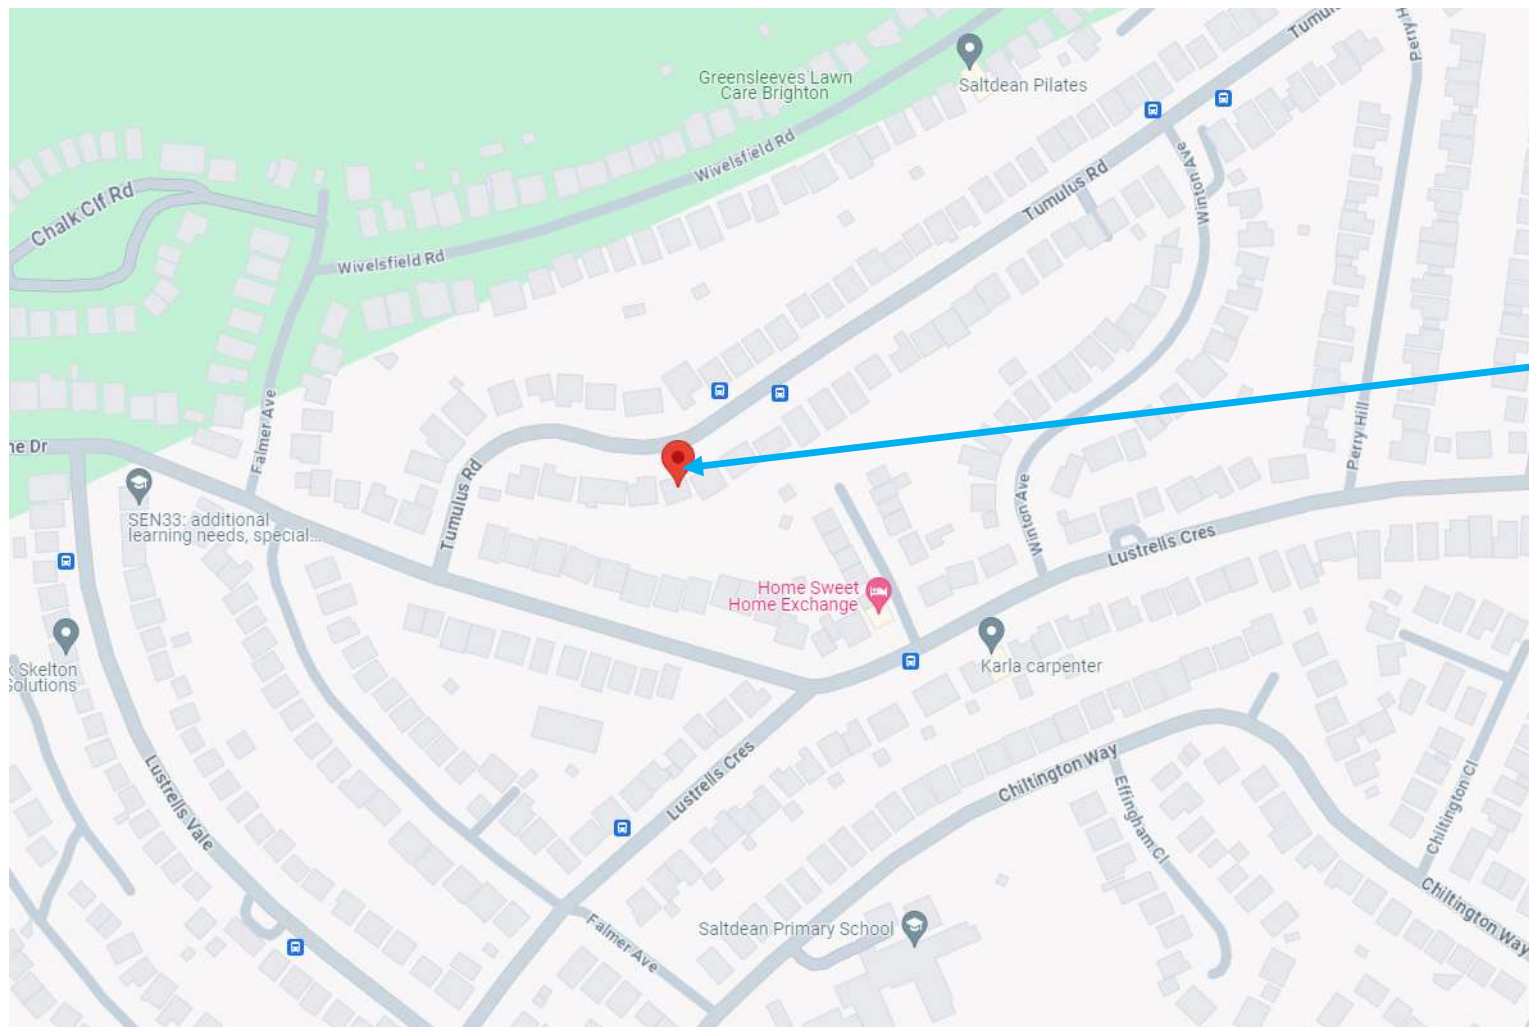 Tumulus
Perry H
Greensleeves Lawn
Care Brighton
Saltdean Pilates
Wivelsfield Rd
Winton Ave
Chalk Clf Rd
Tumulus Rd
Wivelsfield Rd
Falmer Ave
ne Dr
Perry Hill
Tumulus Rd
SEN33: additional
learning needs, special...
Winton Ave
Lustrells Cres
Home Sweet
Home Exchange
Karla carpenter
k Skelton
Solutions
Lustrells Vale
Lustrells Cres
Chiltington Way
Effingham Cl
Chiltington Cl
Chiltington Way
Saltdean Primary School
Falmer Ave